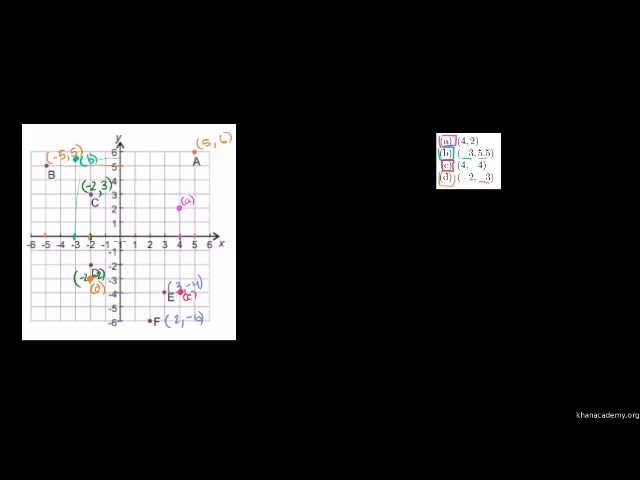 y
(5, 6)
(-5,5)
(b)
6
A
5
B
4
(-2,3)
3
C
(a)
2
1
-6 -5 -4 -3 -2 -1 1 2 3 4 5 6 x
-1
-2
D
-3
(d)
(3,-4)
-4
E
(c)
-5
-6
F
(2,-6)
(a) (4, 2)
(b) (−3, 5.5)
(c) (4, −4)
(d) (−2, −3)
khanacademy.org